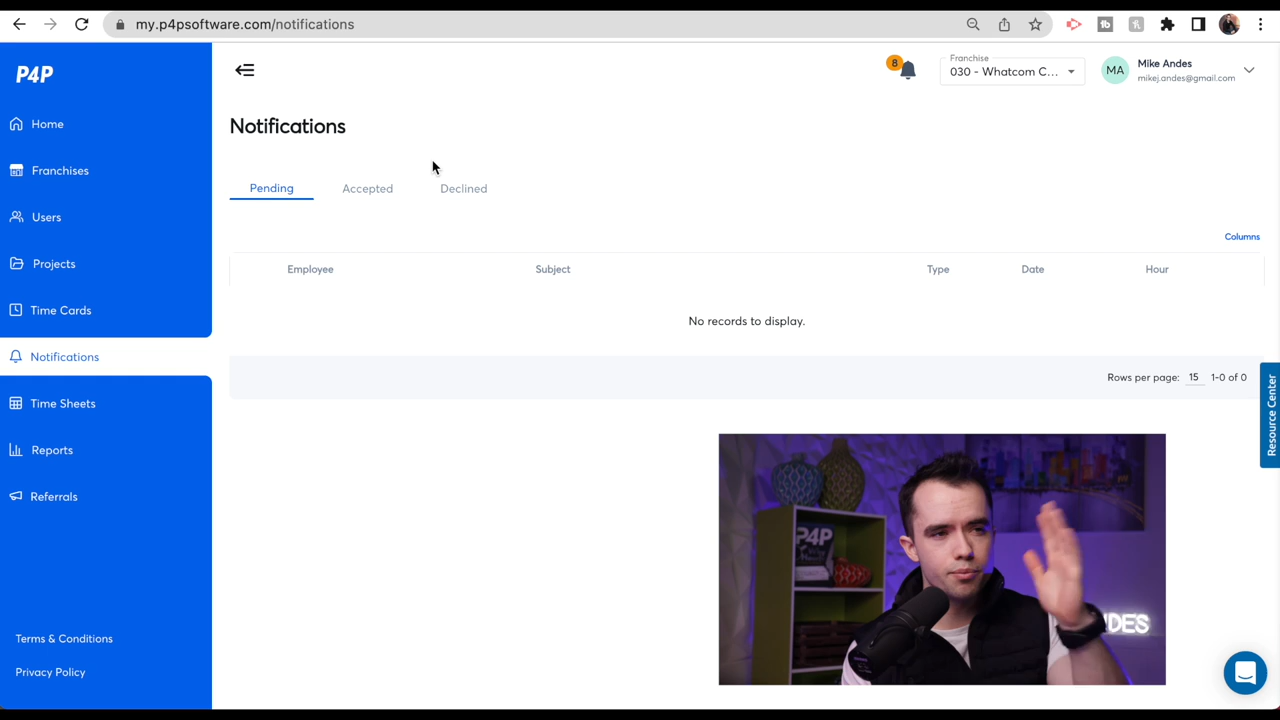 my.p4psoftware.com/notifications
P4P
Home
Franchises
Users
Projects
Time Cards
Notifications
Time Sheets
Reports
Referrals
Terms & Conditions
Privacy Policy
8
Franchise
030 - Whatcom C...
MA
Mike Andes
mikej.andes@gmail.com
Notifications
Pending Accepted Declined
Columns
Employee Subject Type Date Hour
No records to display.
Rows per page: 15 1-0 of 0
Resource Center
P4P